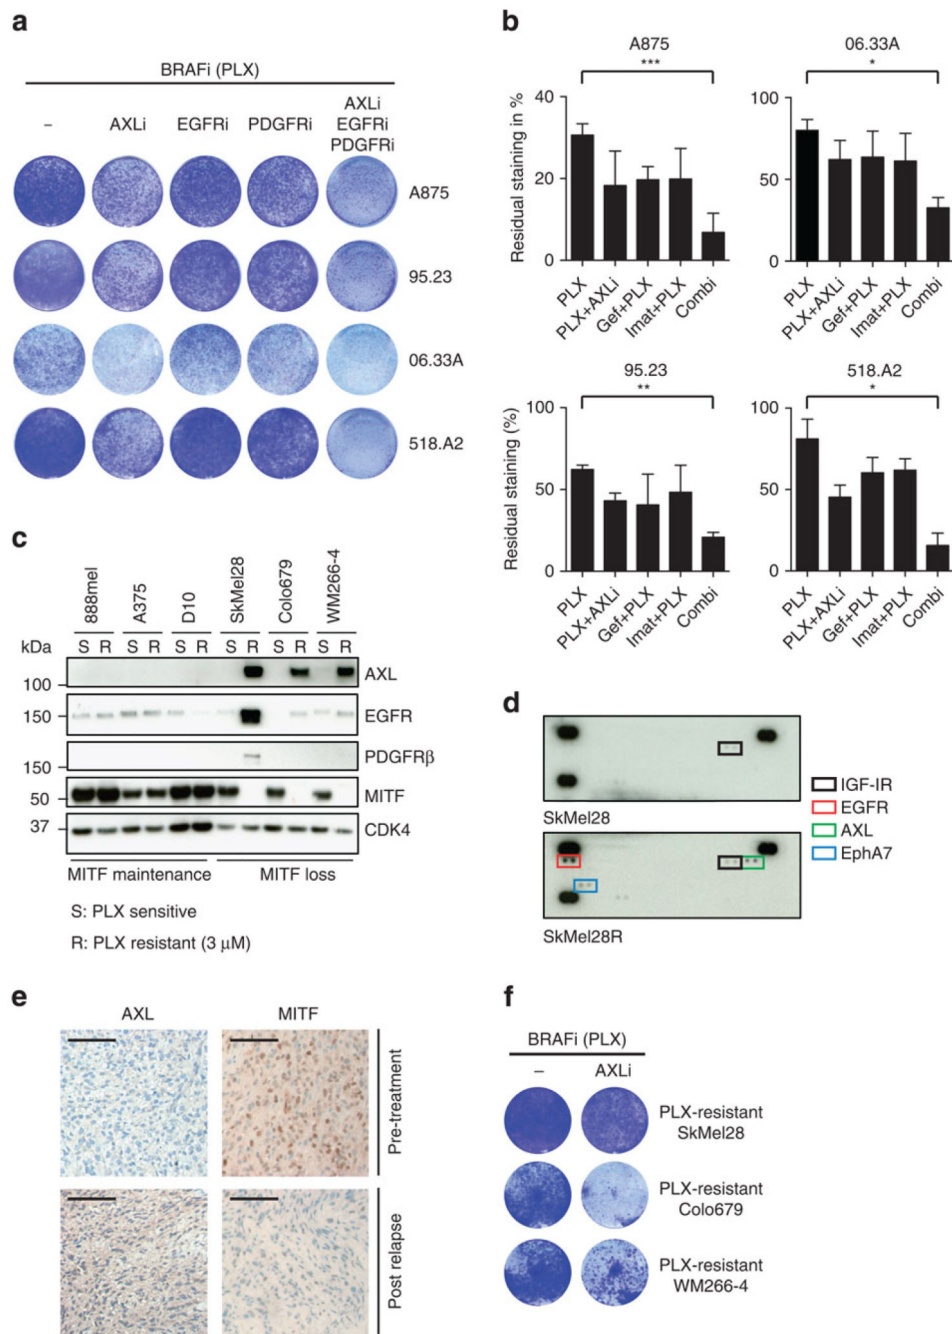 a
BRAFi (PLX)
–
AXLi
EGFRi
PDGFRi
AXLi
EGFRi
PDGFRi
A875
95.23
06.33A
518.A2
b
A875
***
Residual staining in %
40
20
0
PLX
PLX+AXLi
Gef+PLX
Imat+PLX
Combi
06.33A
*
100
50
0
PLX
PLX+AXLi
Gef+PLX
Imat+PLX
Combi
95.23
**
Residual staining (%)
100
50
0
PLX
PLX+AXLi
Gef+PLX
Imat+PLX
Combi
518.A2
*
100
50
0
PLX
PLX+AXLi
Gef+PLX
Imat+PLX
Combi
c
888mel
A375
D10
SkMel28
Colo679
WM266-4
kDa
S R S R S R S R S R S R
100
AXL
150
EGFR
150
PDGFRβ
50
MITF
37
CDK4
MITF maintenance
MITF loss
S: PLX sensitive
R: PLX resistant (3 μM)
d
SkMel28
SkMel28R
IGF-IR
EGFR
AXL
EphA7
e
AXL
MITF
Pre-treatment
Post relapse
f
BRAFi (PLX)
–
AXLi
PLX-resistant
SkMel28
PLX-resistant
Colo679
PLX-resistant
WM266-4